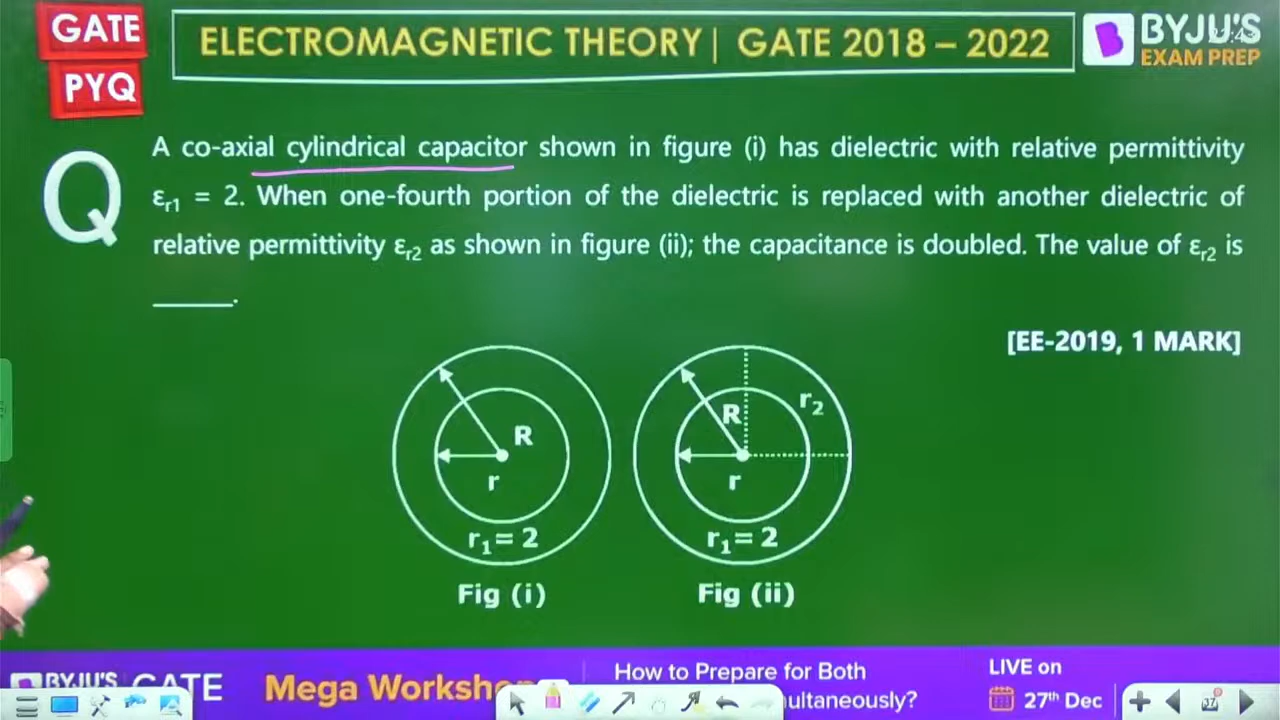 GATE
PYQ
ELECTROMAGNETIC THEORY| GATE 2018 – 2022
BYJU'S
EXAM PREP
Q
A co-axial cylindrical capacitor shown in figure (i) has dielectric with relative permittivity
εr1 = 2. When one-fourth portion of the dielectric is replaced with another dielectric of
relative permittivity εr2 as shown in figure (ii); the capacitance is doubled. The value of εr2 is
______.
[EE-2019, 1 MARK]
R
r
r1= 2
Fig (i)
R
r2
r
r1= 2
Fig (ii)
BYJU'S GATE
Mega
How to Prepare for Both
LIVE on
27th Dec